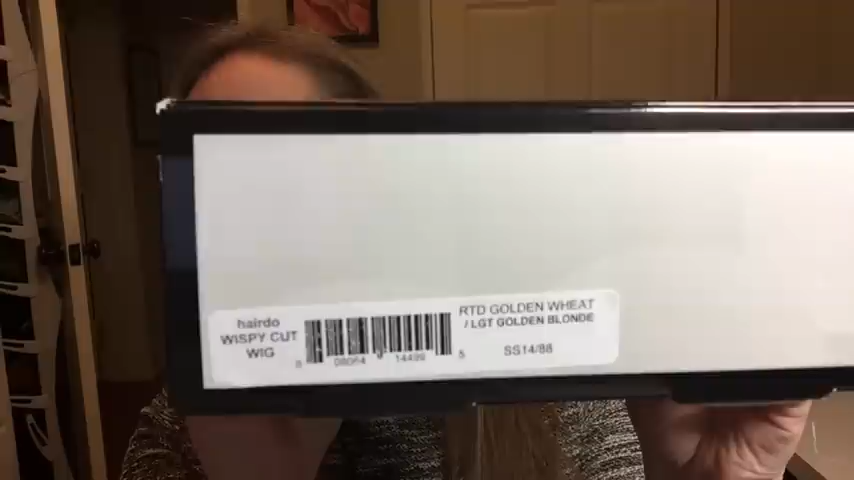 hairdo
WISPY CUT
WIG
RTD GOLDEN WHEAT
/ LGT GOLDEN BLONDE
SS14/88